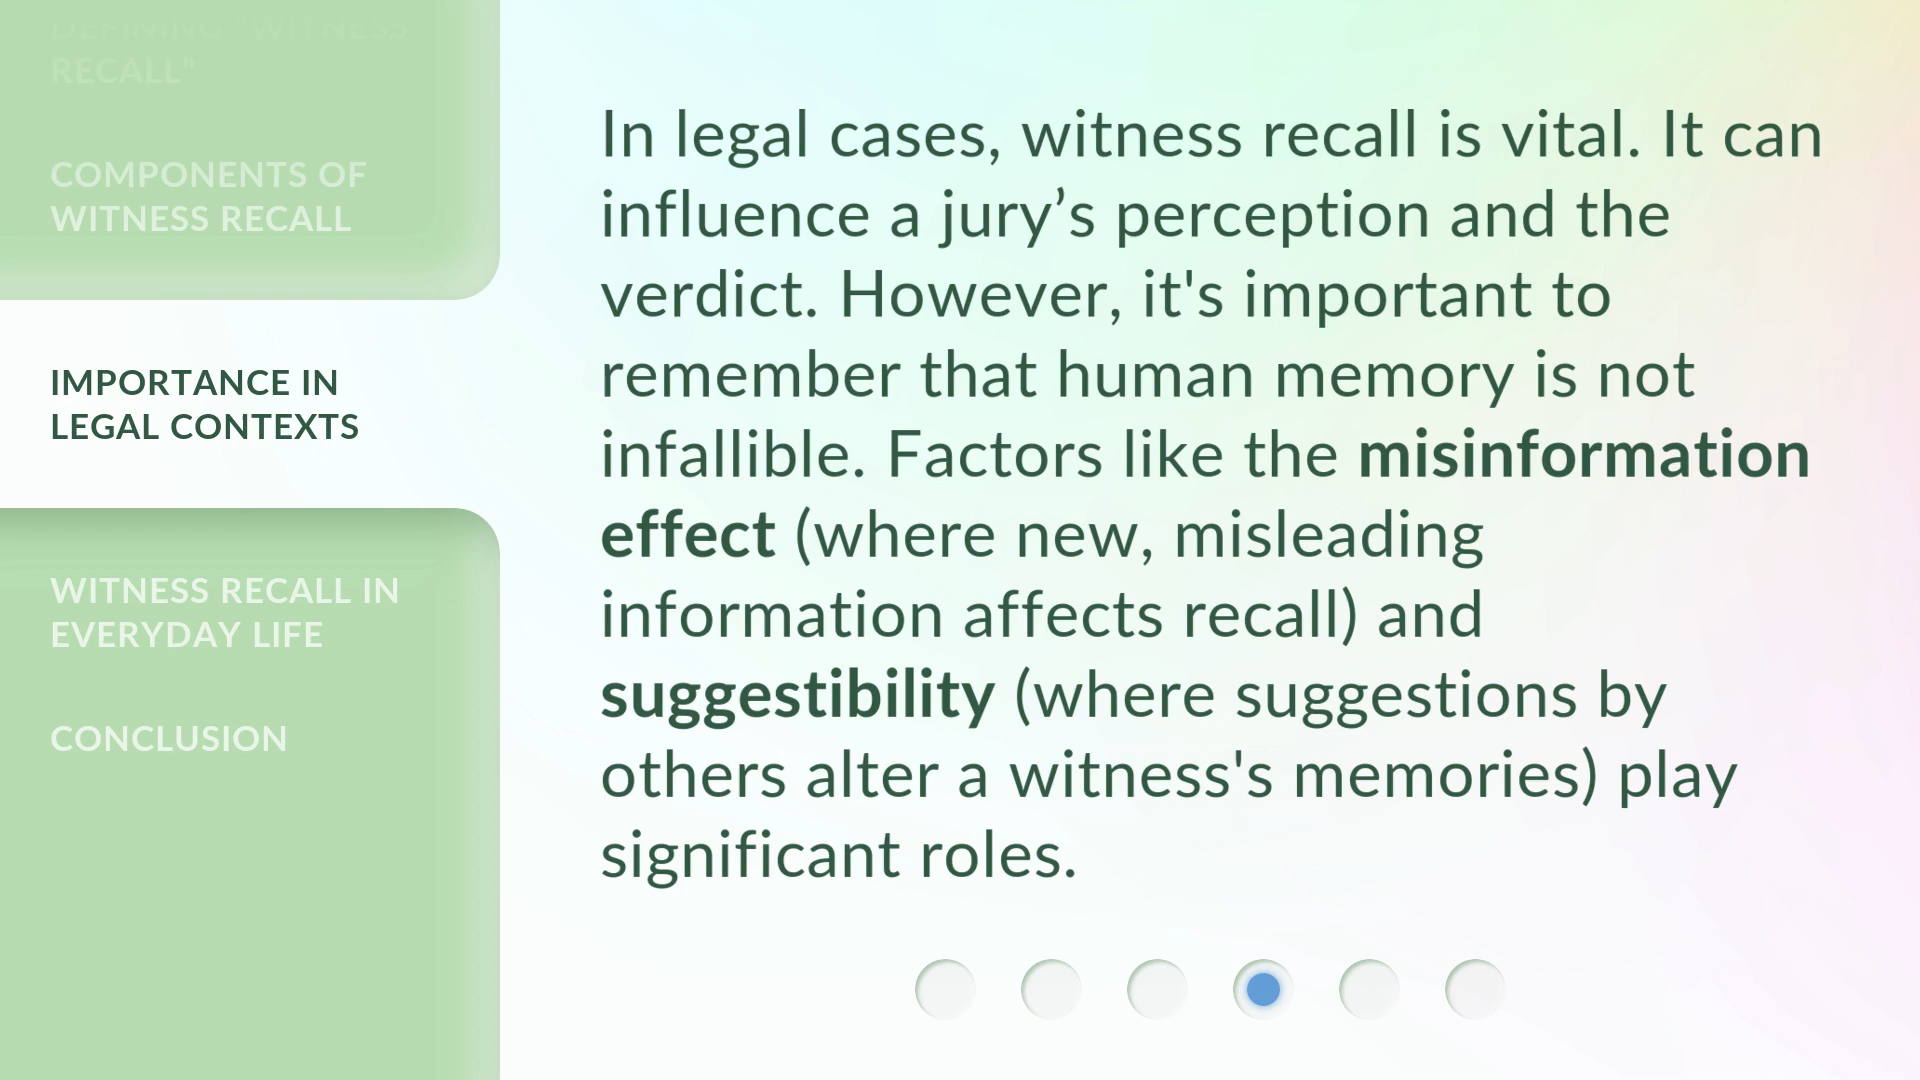 DEFINING "WITNESS
RECALL"
COMPONENTS OF
WITNESS RECALL
IMPORTANCE IN
LEGAL CONTEXTS
WITNESS RECALL IN
EVERYDAY LIFE
CONCLUSION
In legal cases, witness recall is vital. It can
influence a jury’s perception and the
verdict. However, it's important to
remember that human memory is not
infallible. Factors like the misinformation
effect (where new, misleading
information affects recall) and
suggestibility (where suggestions by
others alter a witness's memories) play
significant roles.